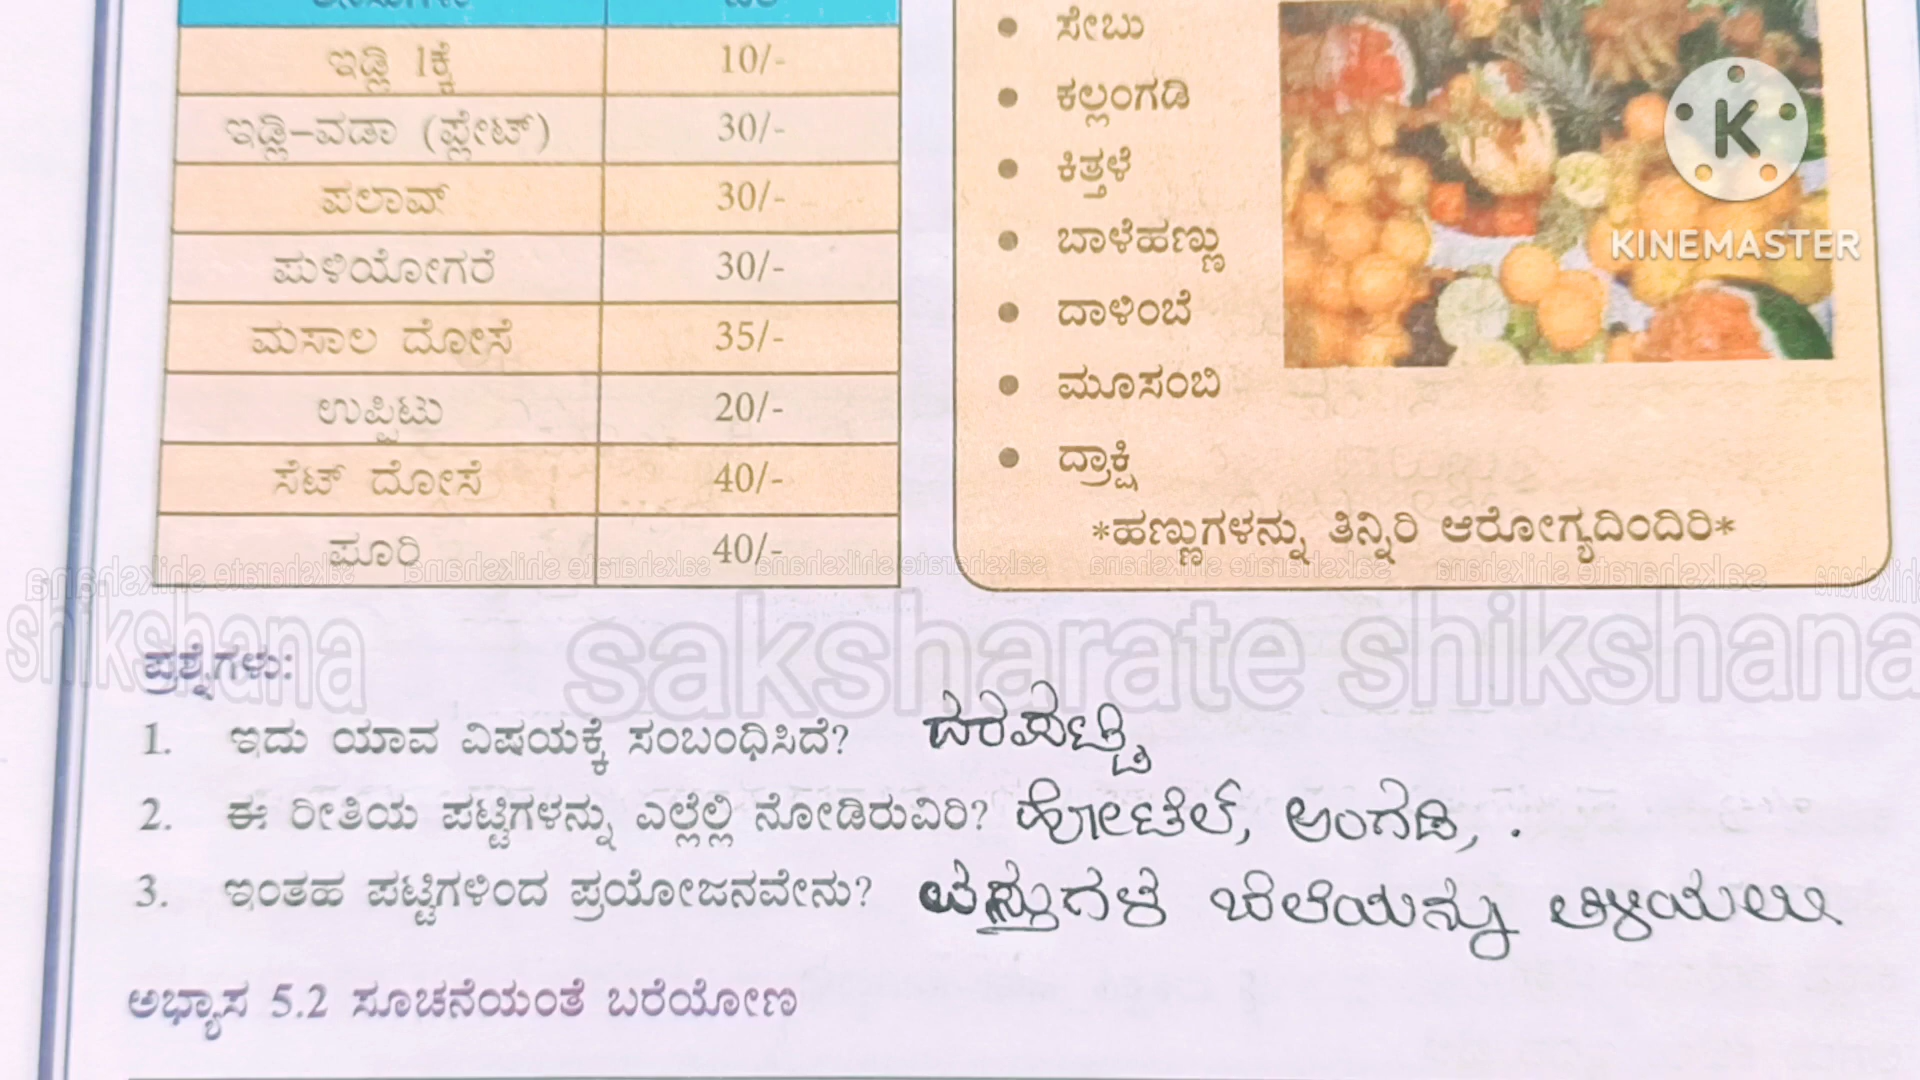 ಇಡ್ಲಿ 1ಕ್ಕೆ 10/-
ಇಡ್ಲಿ-ವಡಾ (ಪ್ಲೇಟ್) 30/-
ಪಲಾವ್ 30/-
ಪುಳಿಯೋಗರೆ 30/-
ಮಸಾಲ ದೋಸೆ 35/-
ಉಪ್ಪಿಟು 20/-
ಸೆಟ್ ದೋಸೆ 40/-
ಪೂರಿ 40/-
• ಸೇಬು
• ಕಲ್ಲಂಗಡಿ
• ಕಿತ್ತಳೆ
• ಬಾಳೆಹಣ್ಣು
• ದಾಳಿಂಬೆ
• ಮೂಸಂಬಿ
• ದ್ರಾಕ್ಷಿ
*ಹಣ್ಣುಗಳನ್ನು ತಿನ್ನಿರಿ ಆರೋಗ್ಯದಿಂದಿರಿ*
K
KINEMASTER
shikshana saksharate shikshana
ಪ್ರಶ್ನೆಗಳು:
1. ಇದು ಯಾವ ವಿಷಯಕ್ಕೆ ಸಂಬಂಧಿಸಿದೆ? ದರಪಟ್ಟಿ
2. ಈ ರೀತಿಯ ಪಟ್ಟಿಗಳನ್ನು ಎಲ್ಲೆಲ್ಲಿ ನೋಡಿರುವಿರಿ? ಹೋಟೆಲ್, ಅಂಗಡಿ, .
3. ಇಂತಹ ಪಟ್ಟಿಗಳಿಂದ ಪ್ರಯೋಜನವೇನು? ವಸ್ತುಗಳ ಬೆಲೆಯನ್ನು ತಿಳಿಯಲು
ಅಭ್ಯಾಸ 5.2 ಸೂಚನೆಯಂತೆ ಬರೆಯೋಣ